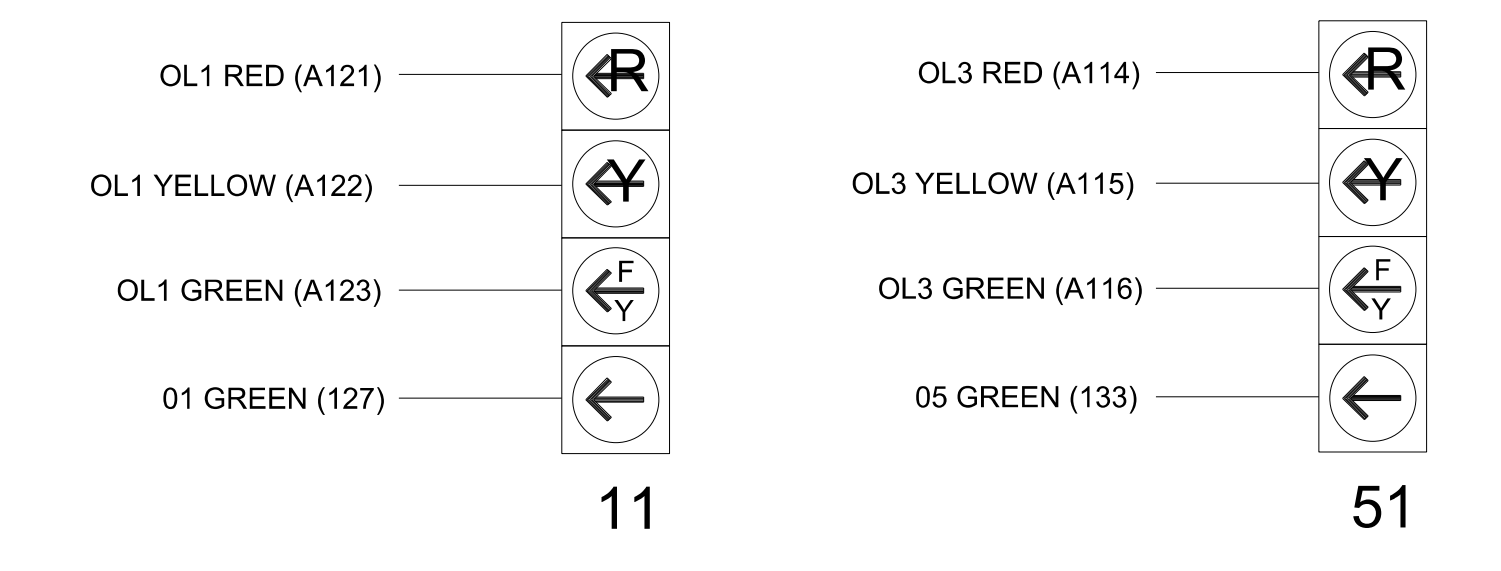 OL1 RED (A121)
R
OL1 YELLOW (A122)
Y
OL1 GREEN (A123)
F
Y
01 GREEN (127)
11
OL3 RED (A114)
R
OL3 YELLOW (A115)
Y
OL3 GREEN (A116)
F
Y
05 GREEN (133)
51